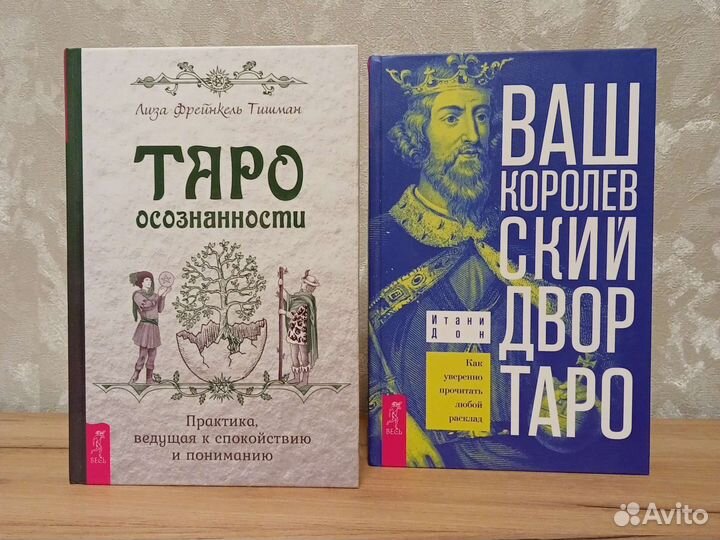 Лиза Френкель Тишман
ТАРО
осознанности
Практика,
ведущая к спокойствию
и пониманию
ВЕСЬ
ВАШ
КОРОЛЕВ
СКИЙ
ДВОР
ТАРО
Итани
Дон
Как
уверенно
прочитать
любой
расклад
ВЕСЬ
Avito